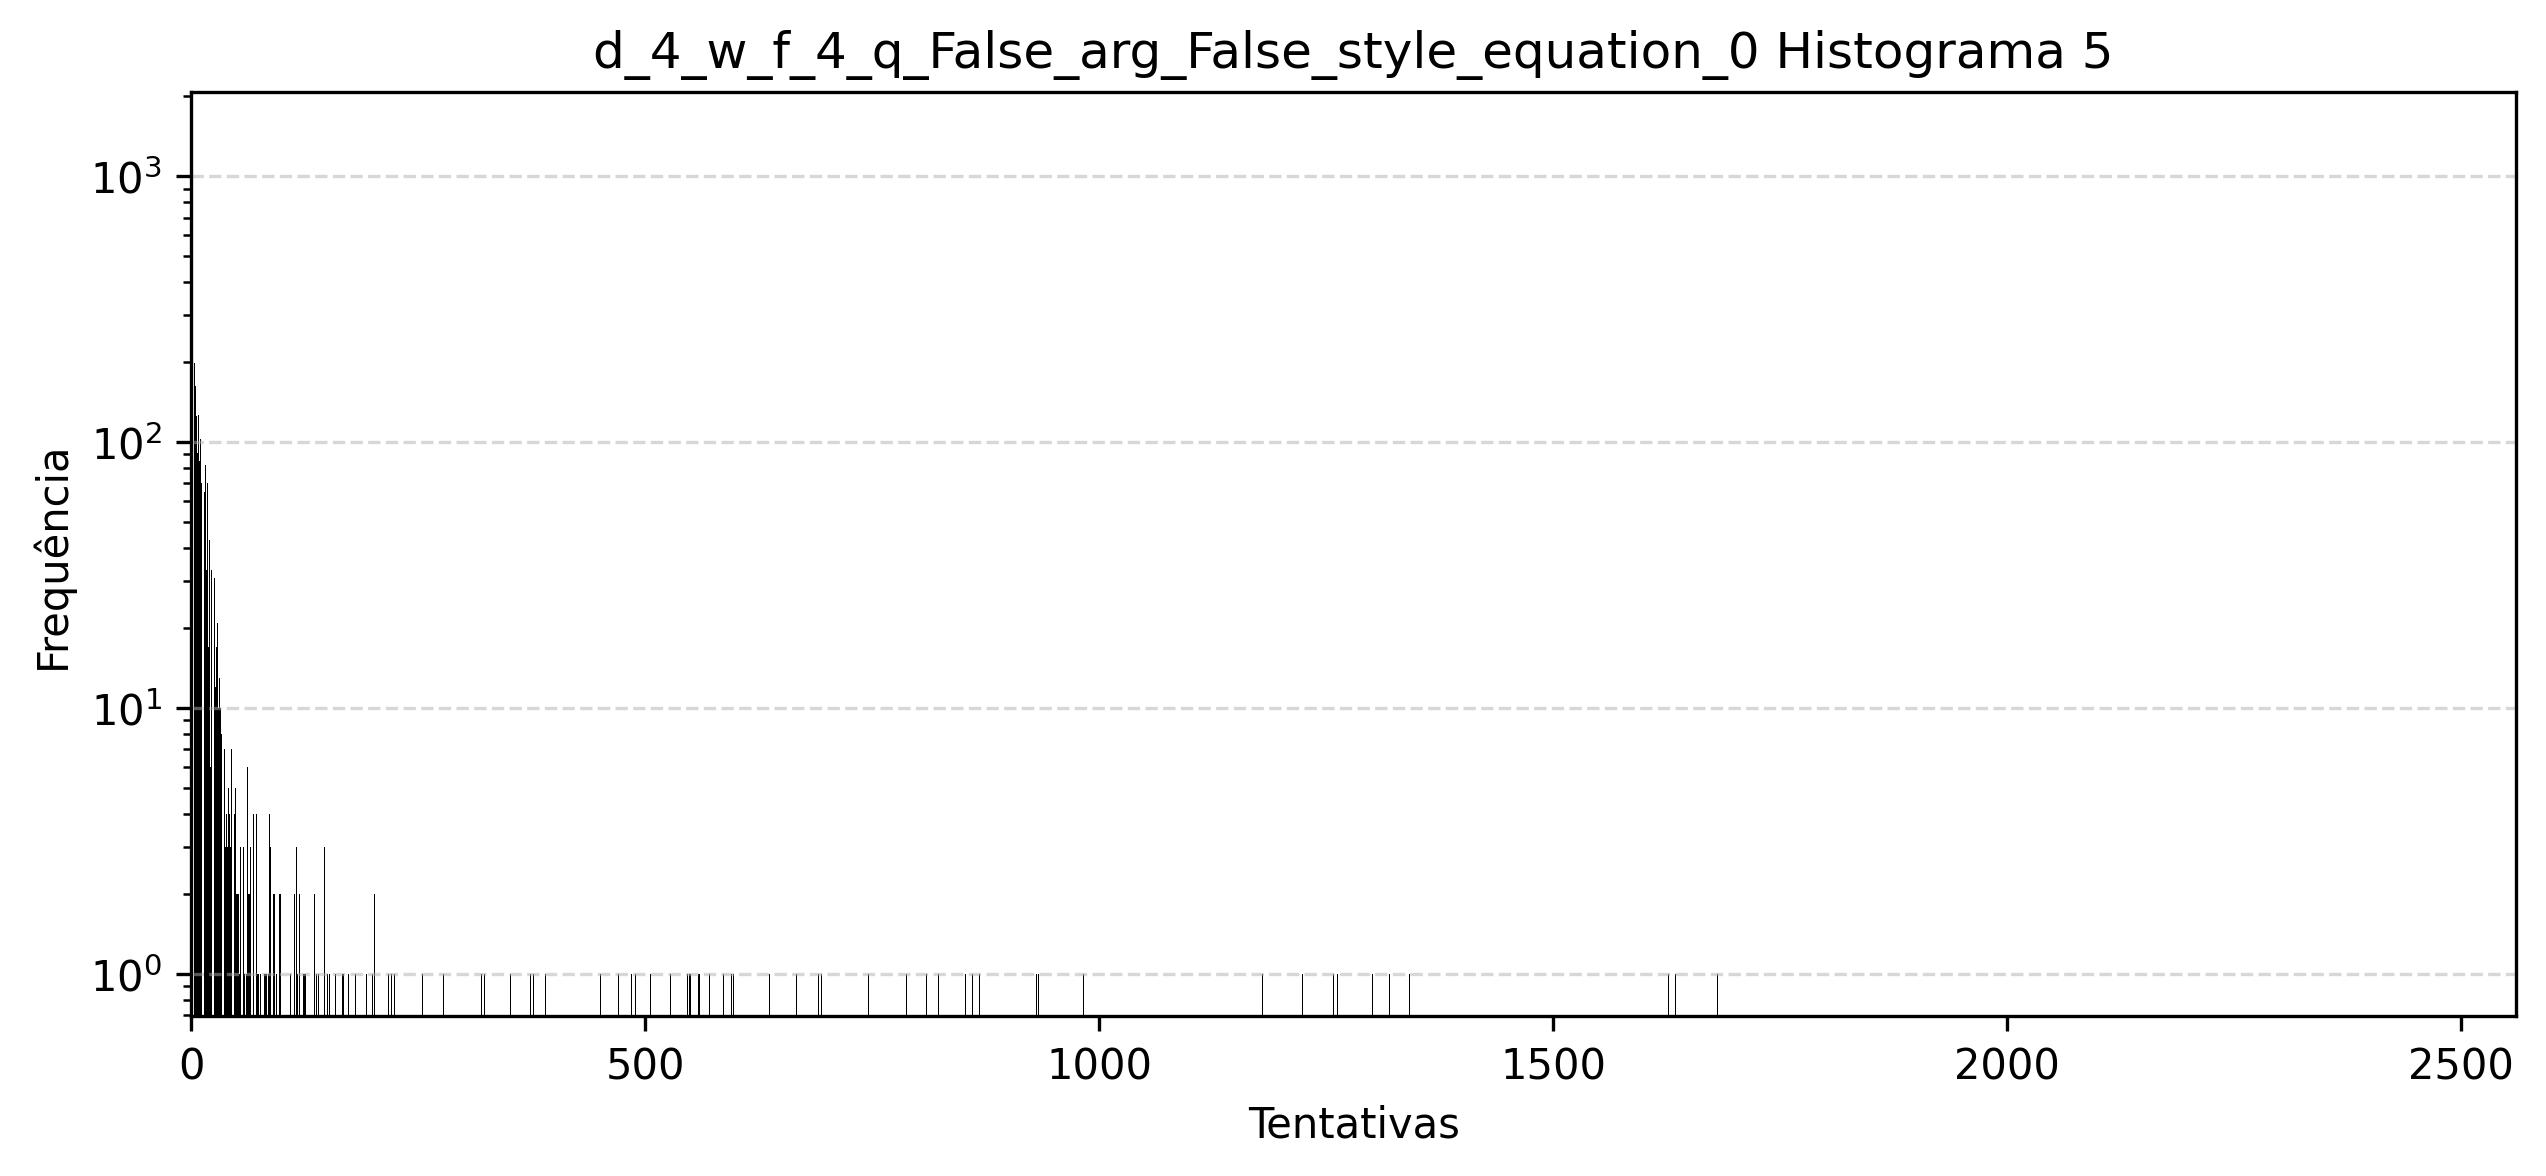 d_4_w_f_4_q_False_arg_False_style_equation_0 Histograma 5
Frequência
10³
10²
10¹
10⁰
0 500 1000 1500 2000 2500
Tentativas